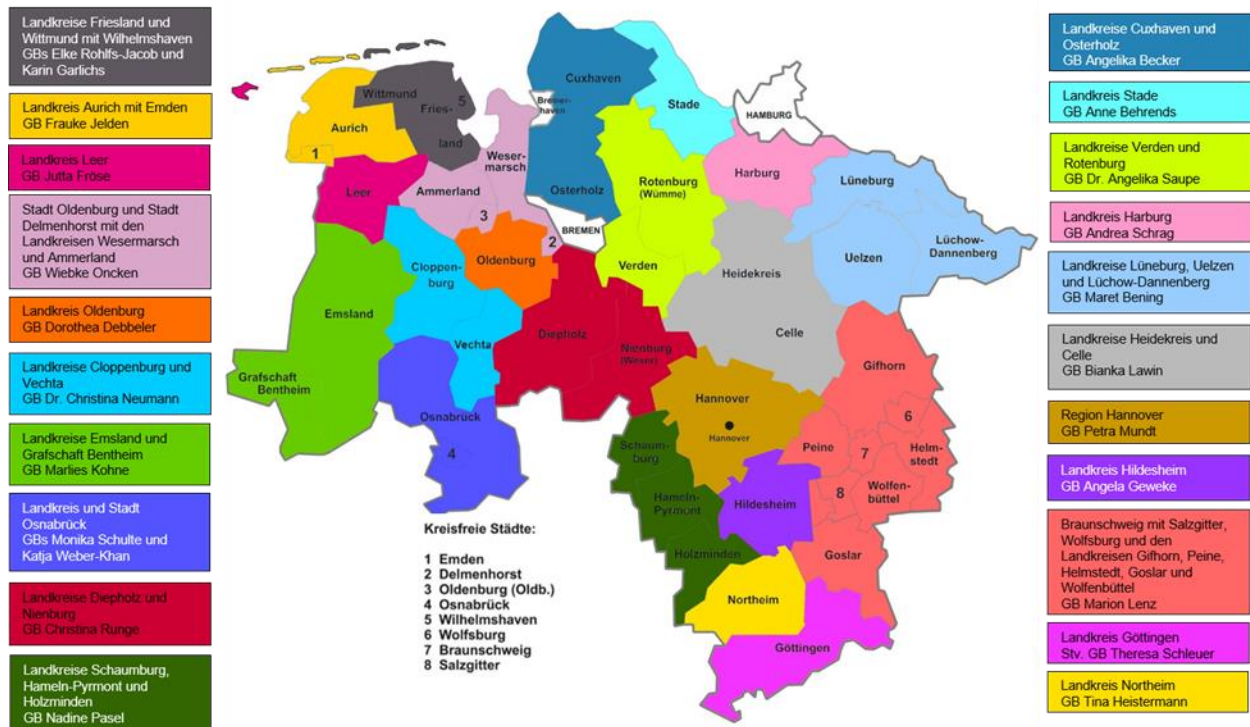 Landkreise Friesland und
Wittmund mit Wilhelmshaven
GBs Elke Rohlfs-Jacob und
Karin Garlichs
Landkreis Aurich mit Emden
GB Frauke Jelden
Landkreis Leer
GB Jutta Fröse
Stadt Oldenburg und Stadt
Delmenhorst mit den
Landkreisen Wesermarsch
und Ammerland
GB Wiebke Oncken
Landkreis Oldenburg
GB Dorothea Debbeler
Landkreise Cloppenburg und
Vechta
GB Dr. Christina Neumann
Landkreise Emsland und
Grafschaft Bentheim
GB Marlies Kohne
Landkreis und Stadt
Osnabrück
GBs Monika Schulte und
Katja Weber-Khan
Landkreise Diepholz und
Nienburg
GB Christina Runge
Landkreise Schaumburg,
Hameln-Pyrmont und
Holzminden
GB Nadine Pasel
Cuxhaven
Wittmund
Fries-
5
land
Bremer-
haven
Stade
HAMBURG
Aurich
1
Weser-
marsch
Leer
Ammerland
3
Osterholz
Rotenburg
(Wümme)
Harburg
Lüneburg
BREMEN
2
Oldenburg
Cloppen-
burg
Verden
Heidekreis
Uelzen
Lüchow-
Dannenberg
Emsland
Vechta
Diepholz
Nienburg
(Weser)
Celle
Gifhorn
Grafschaft
Bentheim
Osnabrück
4
Hannover
Hannover
Schaum-
burg
Peine
6
7
Helm-
stedt
8
Wolfen-
büttel
Hameln-
Pyrmont
Hildesheim
Holzminden
Goslar
Northeim
Göttingen
Kreisfreie Städte:
1 Emden
2 Delmenhorst
3 Oldenburg (Oldb.)
4 Osnabrück
5 Wilhelmshaven
6 Wolfsburg
7 Braunschweig
8 Salzgitter
Landkreise Cuxhaven und
Osterholz
GB Angelika Becker
Landkreis Stade
GB Anne Behrends
Landkreise Verden und
Rotenburg
GB Dr. Angelika Saupe
Landkreis Harburg
GB Andrea Schrag
Landkreise Lüneburg, Uelzen
und Lüchow-Dannenberg
GB Maret Bening
Landkreise Heidekreis und
Celle
GB Bianka Lawin
Region Hannover
GB Petra Mundt
Landkreis Hildesheim
GB Angela Geweke
Braunschweig mit Salzgitter,
Wolfsburg und den
Landkreisen Gifhorn, Peine,
Helmstedt, Goslar und
Wolfenbüttel
GB Marion Lenz
Landkreis Göttingen
Stv. GB Theresa Schleuer
Landkreis Northeim
GB Tina Heistermann